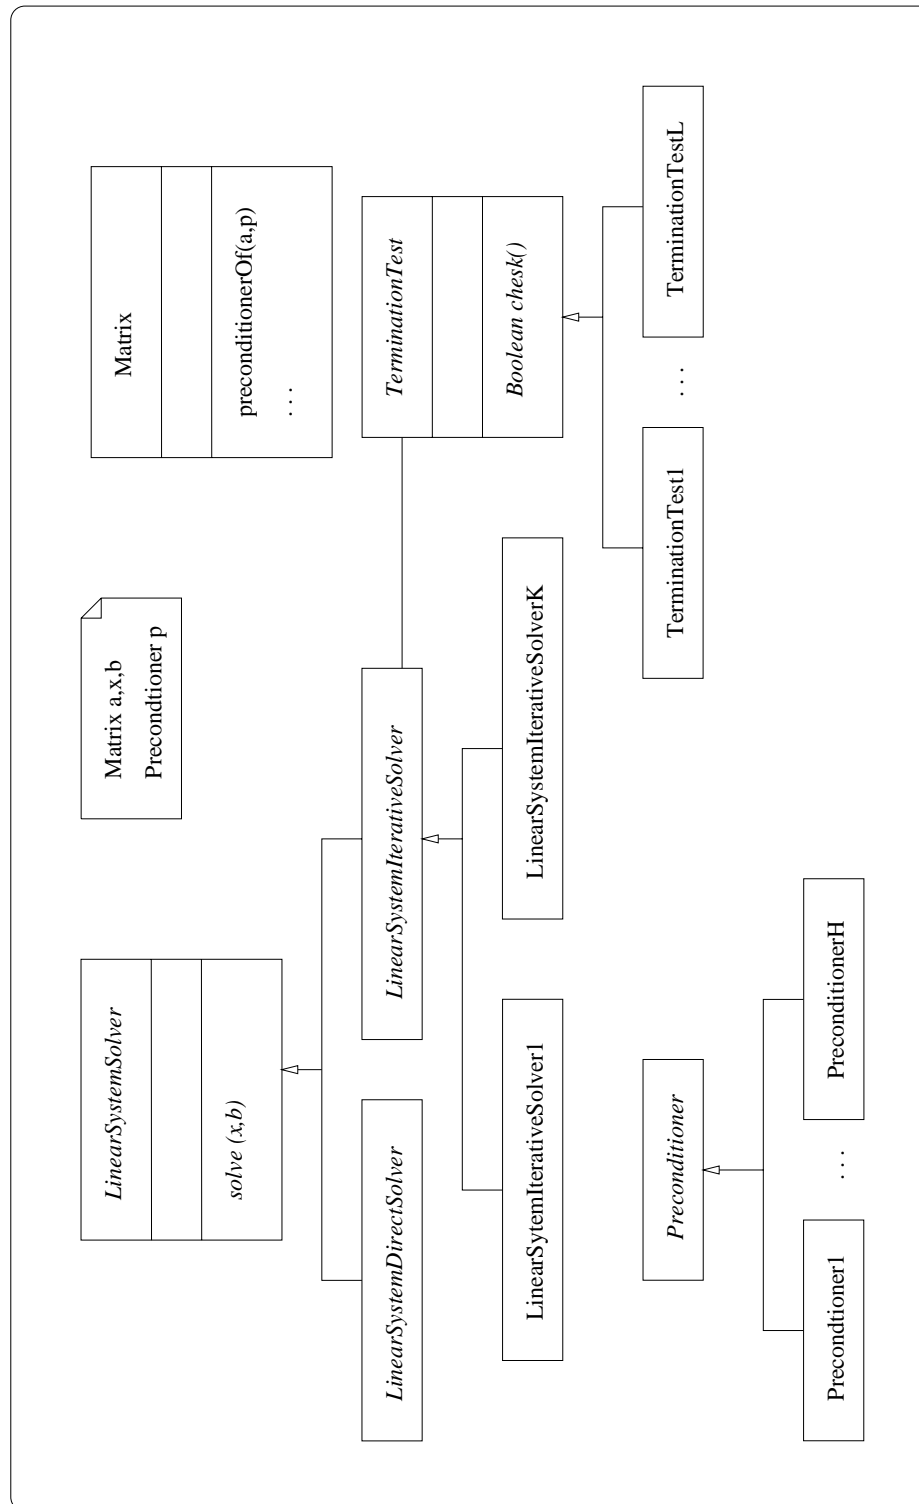 LinearSystemSolver
solve (x,b)
Matrix a,x,b
Precondtioner p
Matrix
preconditionerOf(a,p)
. . .
LinearSystemDirectSolver
LinearSystemIterativeSolver
TerminationTest
Boolean chesk()
LinearSytemIterativeSolver1
LinearSystemIterativeSolverK
Preconditioner
TerminationTest1
. . .
TerminationTestL
Precondtioner1
. . .
PreconditionerH